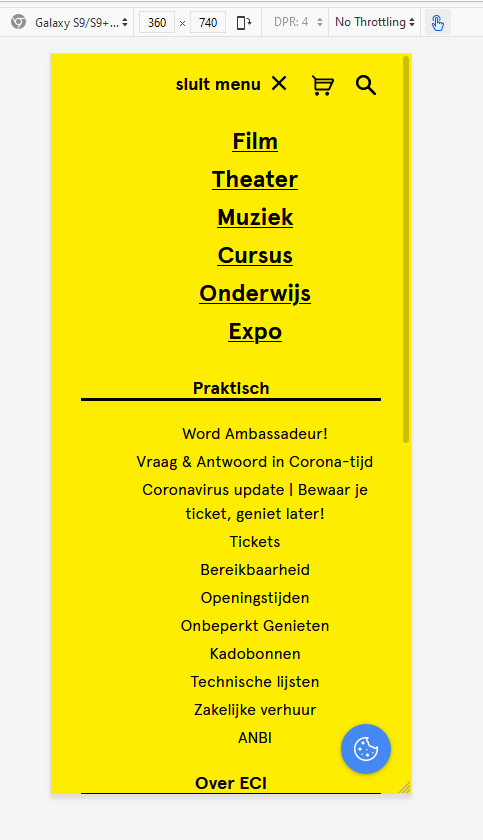 Galaxy S9/S9+... 360 × 740 DPR: 4 No Throttling
sluit menu
Film
Theater
Muziek
Cursus
Onderwijs
Expo
Praktisch
Word Ambassadeur!
Vraag & Antwoord in Corona-tijd
Coronavirus update | Bewaar je
ticket, geniet later!
Tickets
Bereikbaarheid
Openingstijden
Onbeperkt Genieten
Kadobonnen
Technische lijsten
Zakelijke verhuur
ANBI
Over ECI